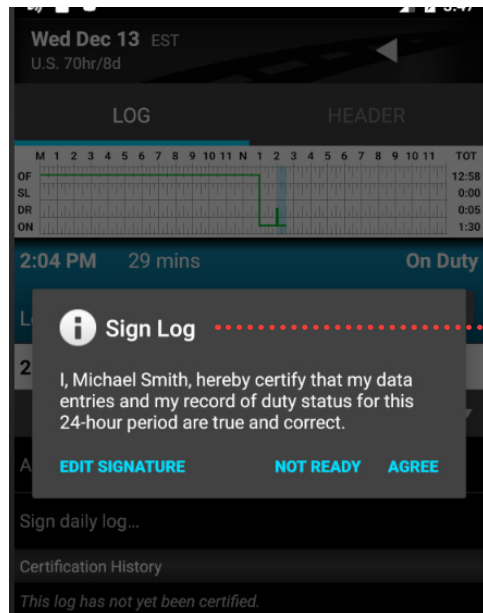 Wed Dec 13 EST
U.S. 70hr/8d
LOG HEADER
M 1 2 3 4 5 6 7 8 9 10 11 N 1 2 3 4 5 6 7 8 9 10 11 TOT
OF 12:58
SL 0:00
DR 0:05
ON 1:30
2:04 PM 29 mins On Duty
Sign Log
I, Michael Smith, hereby certify that my data
entries and my record of duty status for this
24-hour period are true and correct.
EDIT SIGNATURE NOT READY AGREE
Sign daily log...
Certification History
This log has not yet been certified.